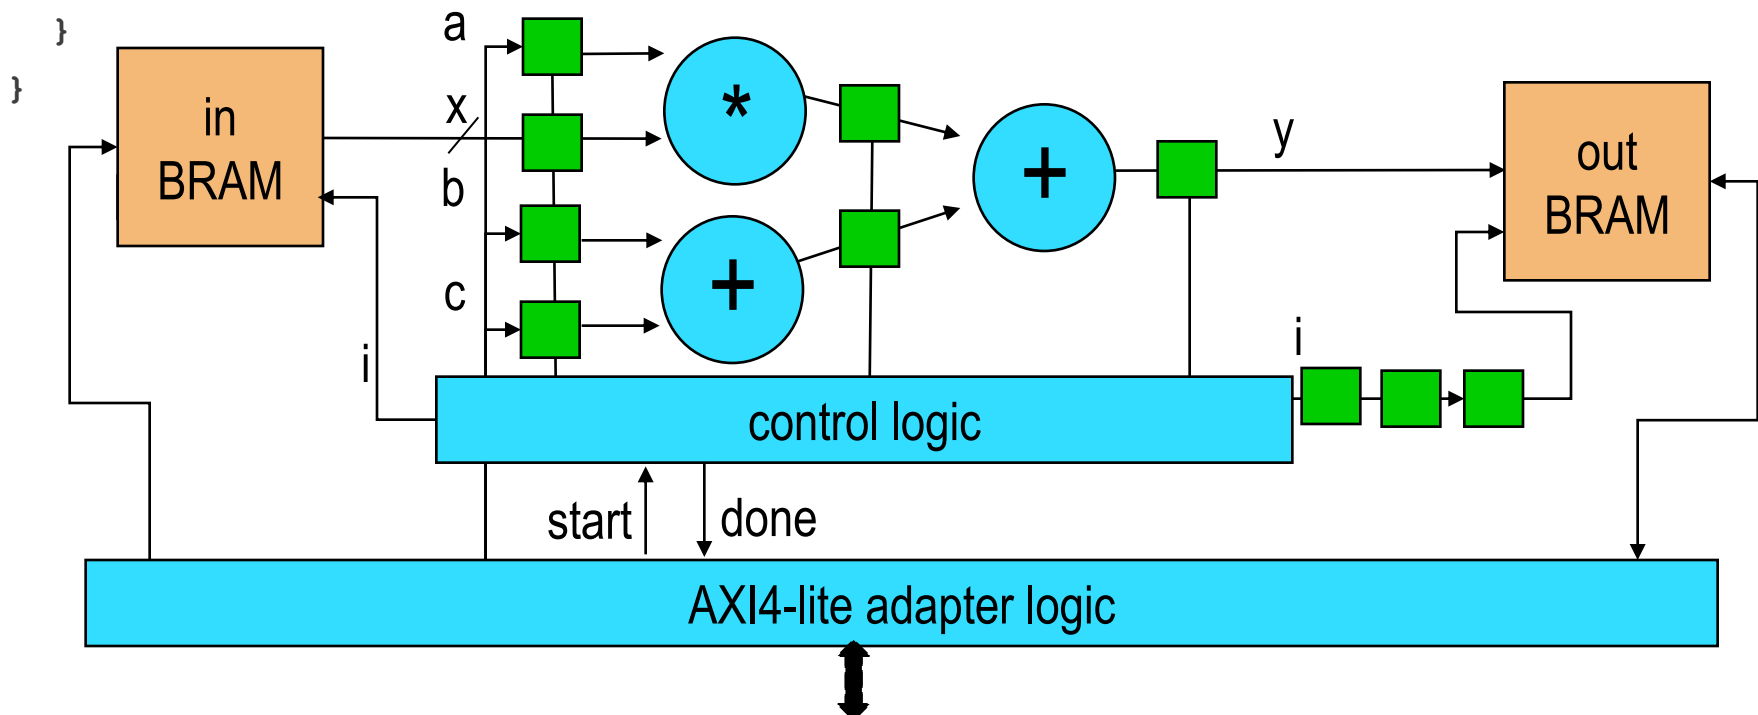 }
}
a
x
b
c
in
BRAM
*
+
+
y
out
BRAM
i
i
control logic
start
done
AXI4-lite adapter logic